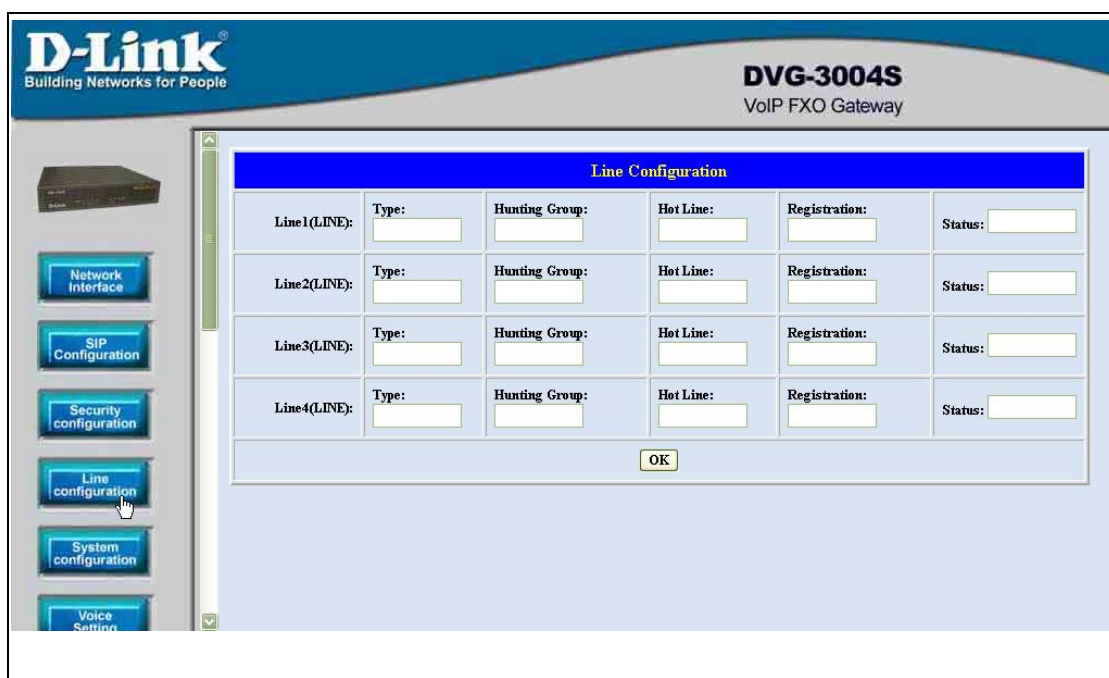 D-Link®
Building Networks for People
DVG-3004S
VoIP FXO Gateway
Network
Interface
SIP
Configuration
Security
configuration
Line
configuration
System
configuration
Voice
Setting
Line Configuration
Line1(LINE): Type: Hunting Group: Hot Line: Registration: Status:
Line2(LINE): Type: Hunting Group: Hot Line: Registration: Status:
Line3(LINE): Type: Hunting Group: Hot Line: Registration: Status:
Line4(LINE): Type: Hunting Group: Hot Line: Registration: Status:
OK